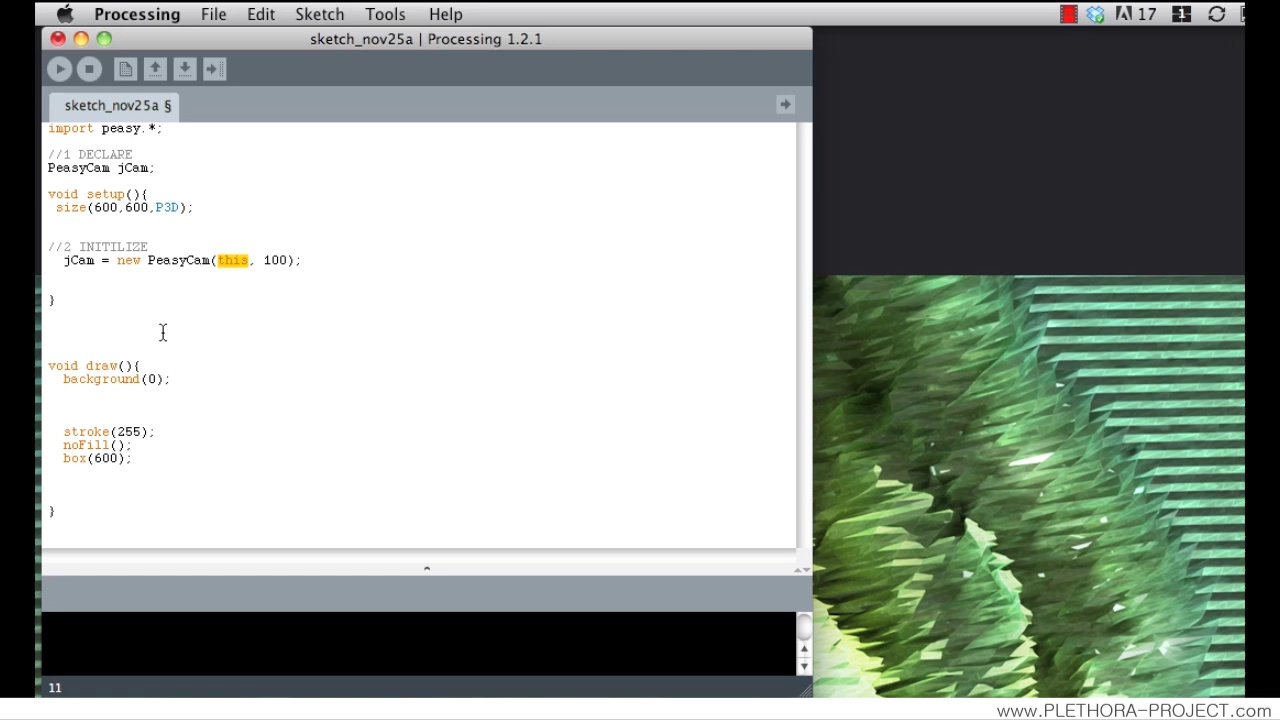 Processing File Edit Sketch Tools Help 17 1
sketch_nov25a | Processing 1.2.1
sketch_nov25a §
import peasy.*;
//1 DECLARE
PeasyCam jCam;
void setup(){
size(600,600,P3D);
//2 INITILIZE
jCam = new PeasyCam(this, 100);
}
void draw(){
background(0);
stroke(255);
noFill();
box(600);
}
11
www.PLETHORA-PROJECT.com